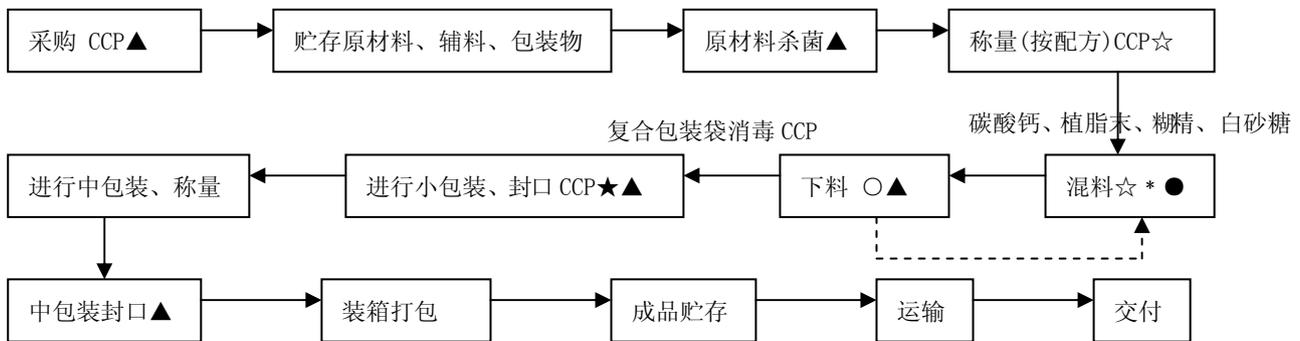 采购 CCP▲
贮存原材料、辅料、包装物
原材料杀菌▲
称量(按配方)CCP☆
碳酸钙、植脂末、糊精、白砂糖
混料☆*●
下料 ○▲
复合包装袋消毒 CCP
进行小包装、封口 CCP★▲
进行中包装、称量
中包装封口▲
装箱打包
成品贮存
运输
交付